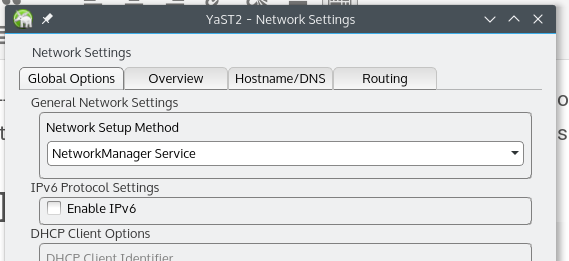 YaST2 - Network Settings
Network Settings
Global Options Overview Hostname/DNS Routing
General Network Settings
Network Setup Method
NetworkManager Service
IPv6 Protocol Settings
Enable IPv6
DHCP Client Options
DHCP Client Identifier